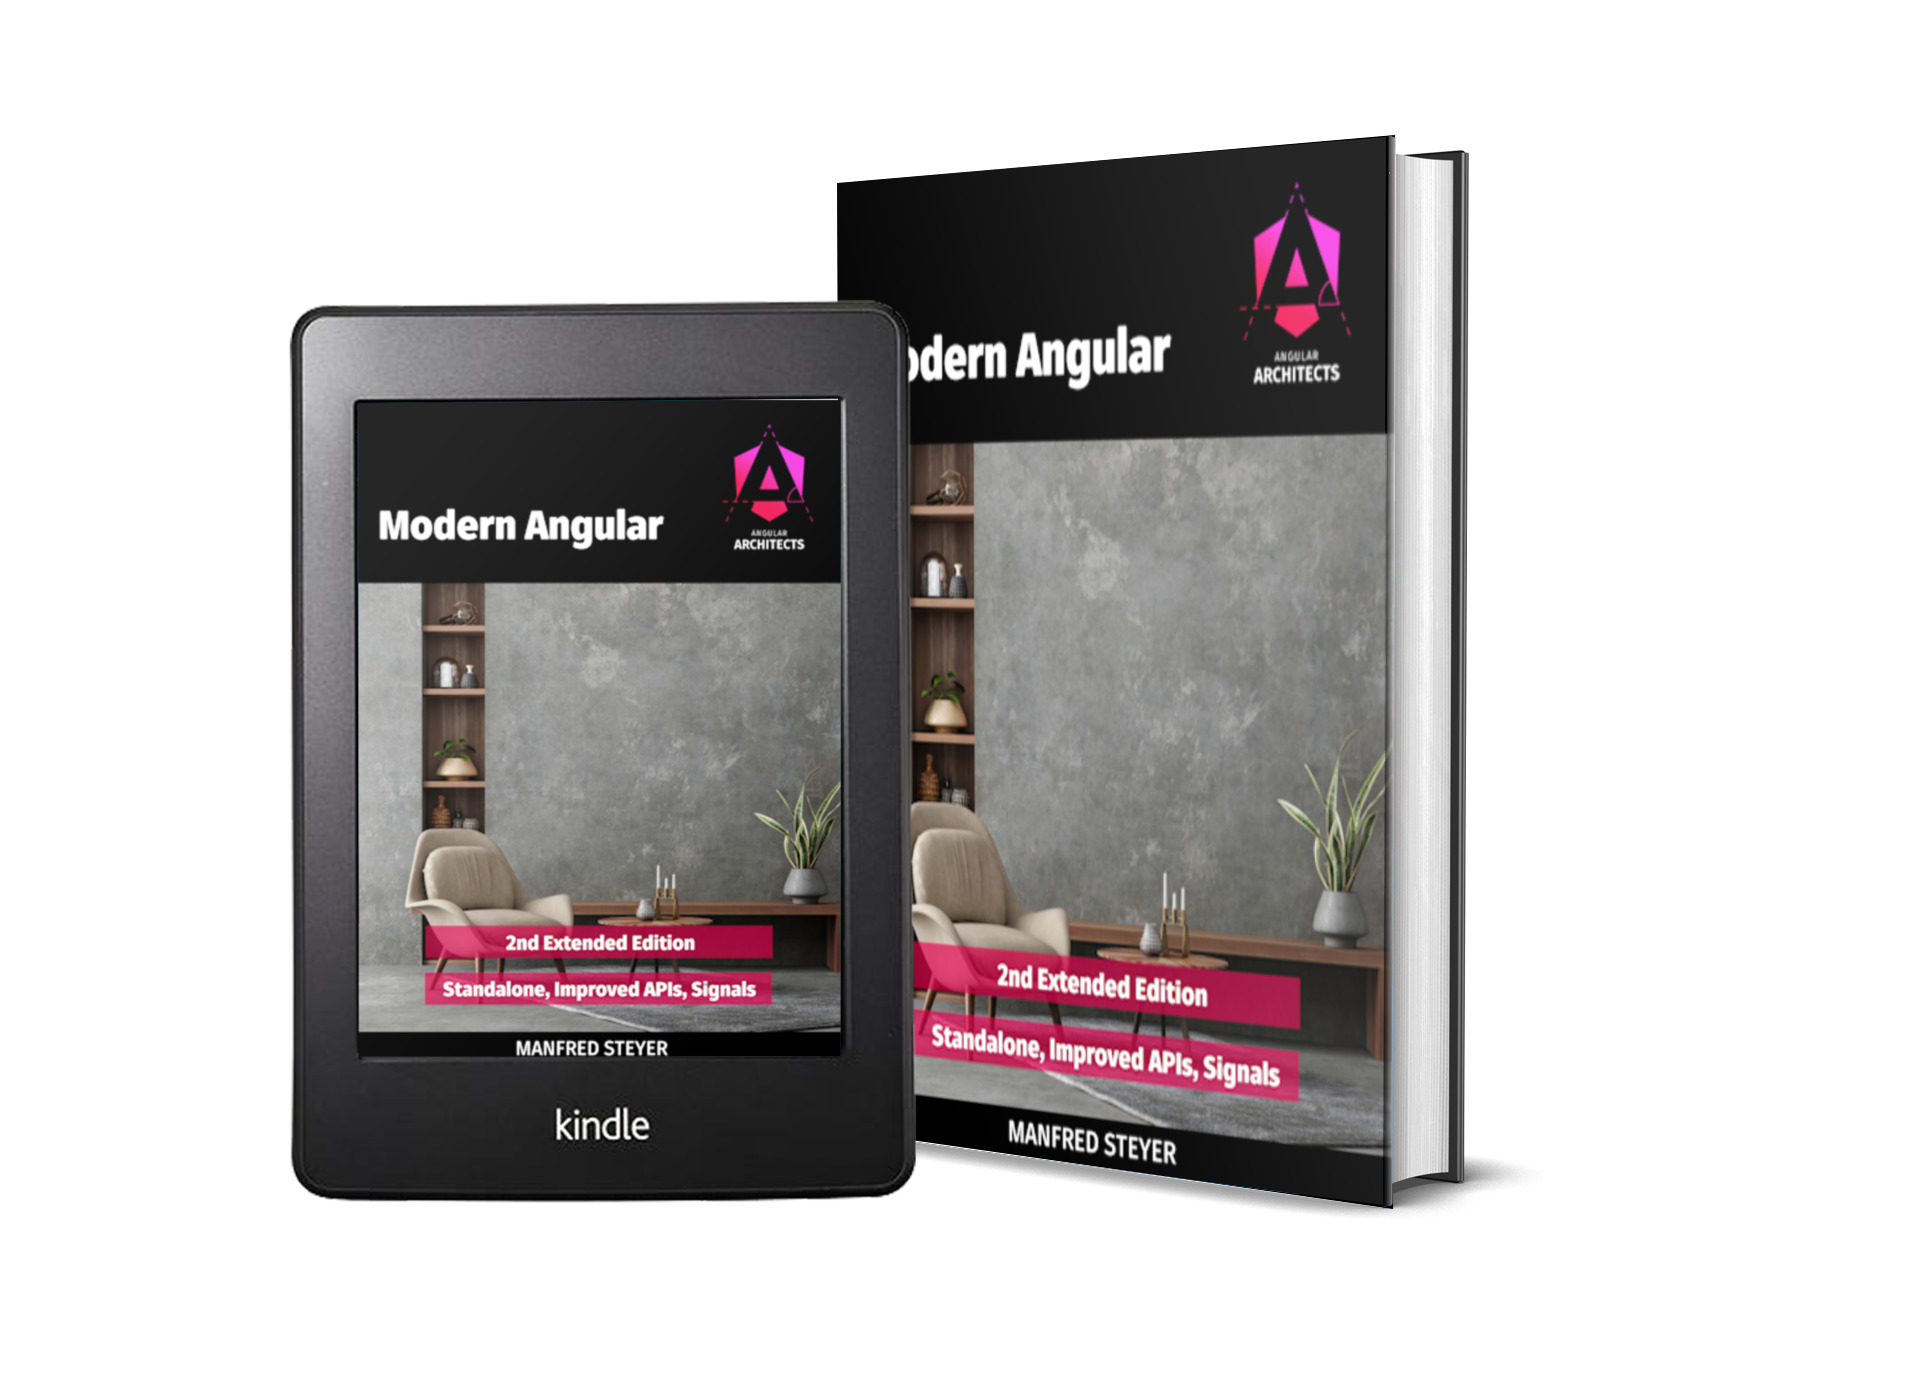 Modern Angular
ANGULAR
ARCHITECTS
2nd Extended Edition
Standalone, Improved APIs, Signals
MANFRED STEYER
kindle
odern Angular
ANGULAR
ARCHITECTS
2nd Extended Edition
Standalone, Improved APIs, Signals
MANFRED STEYER